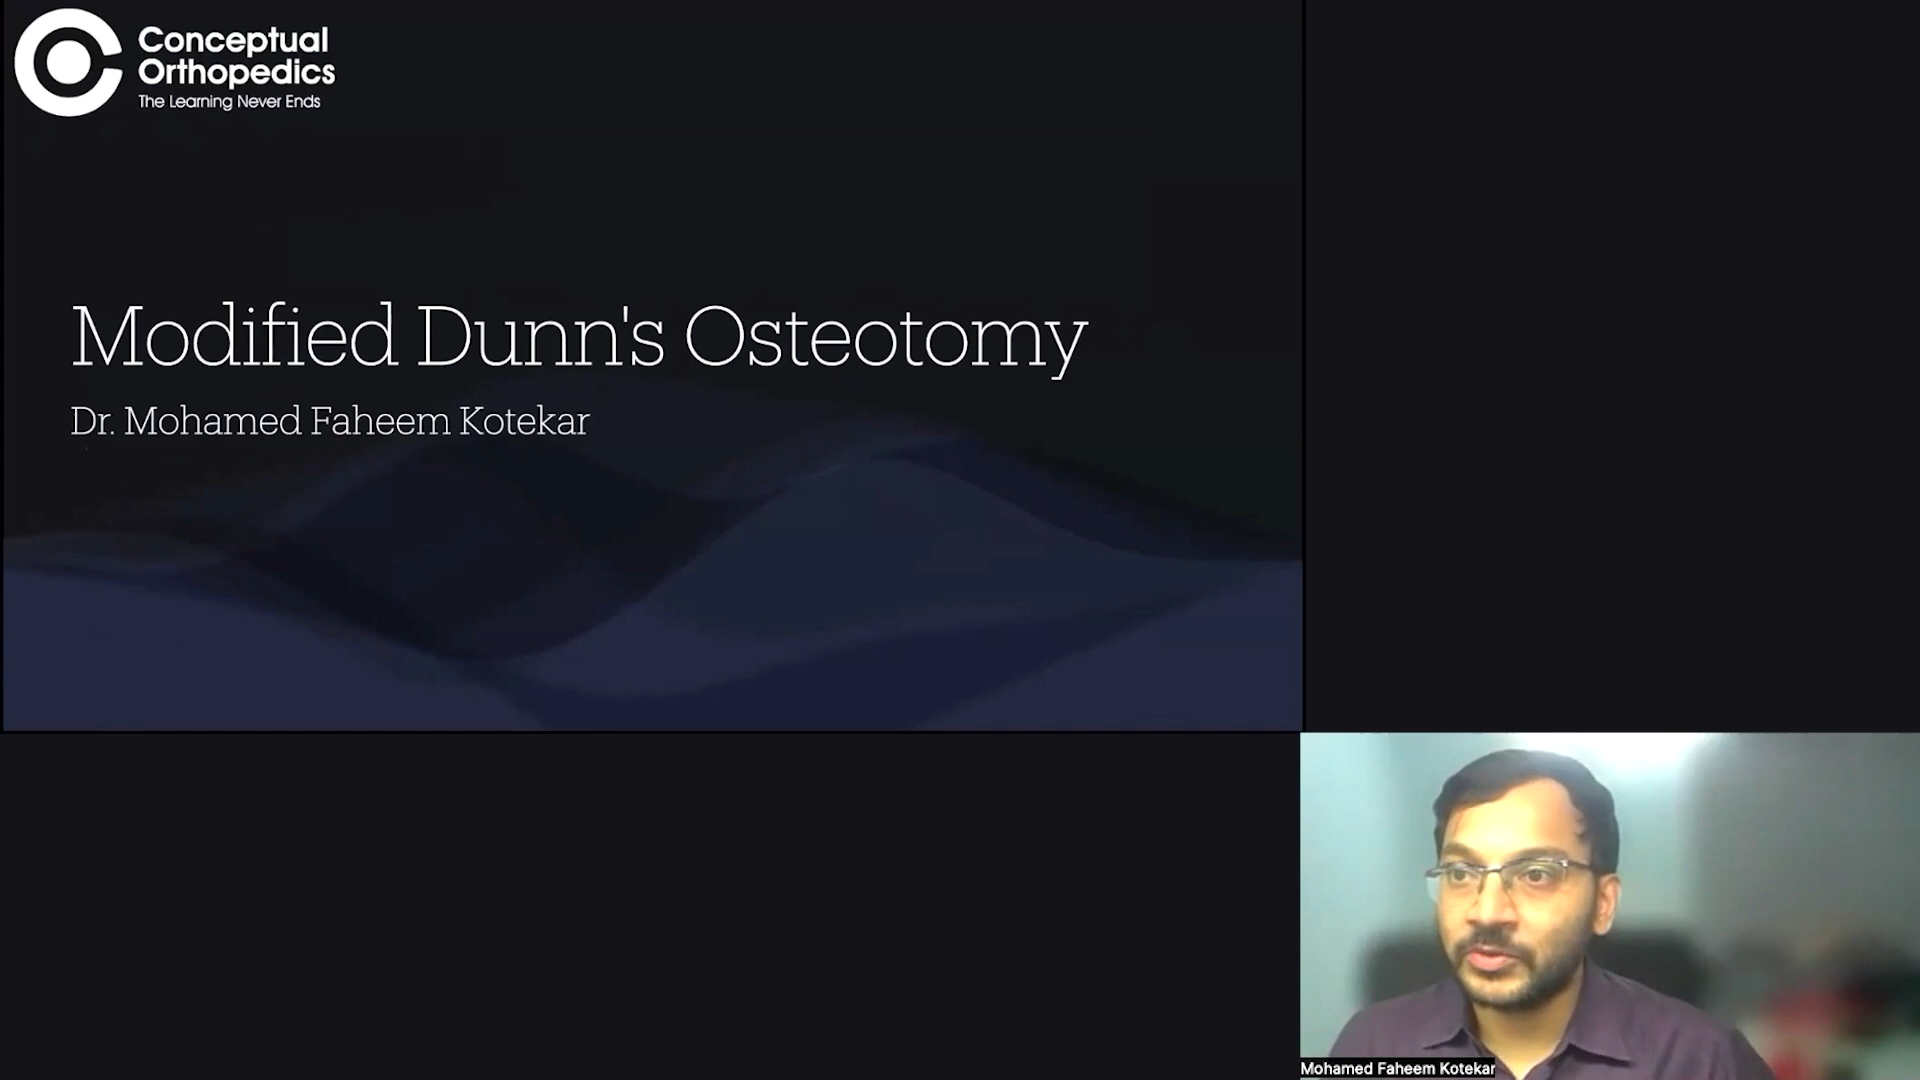 Conceptual
Orthopedics
The Learning Never Ends
Modified Dunn's Osteotomy
Dr. Mohamed Faheem Kotekar
Mohamed Faheem Kotekar